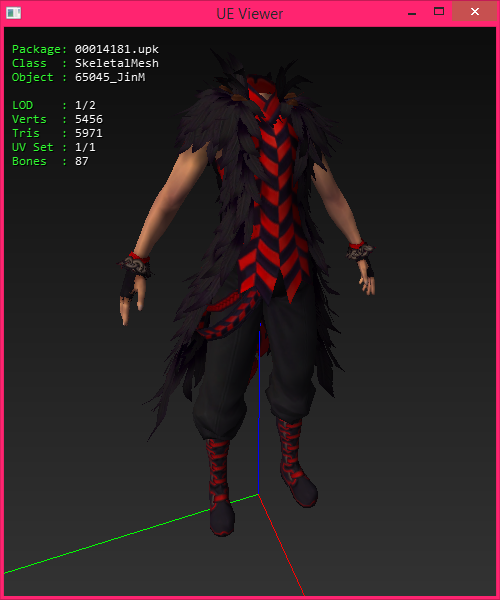 UE Viewer
Package: 00014181.upk
Class : SkeletalMesh
Object : 65045_JinM
LOD : 1/2
Verts : 5456
Tris : 5971
UV Set : 1/1
Bones : 87